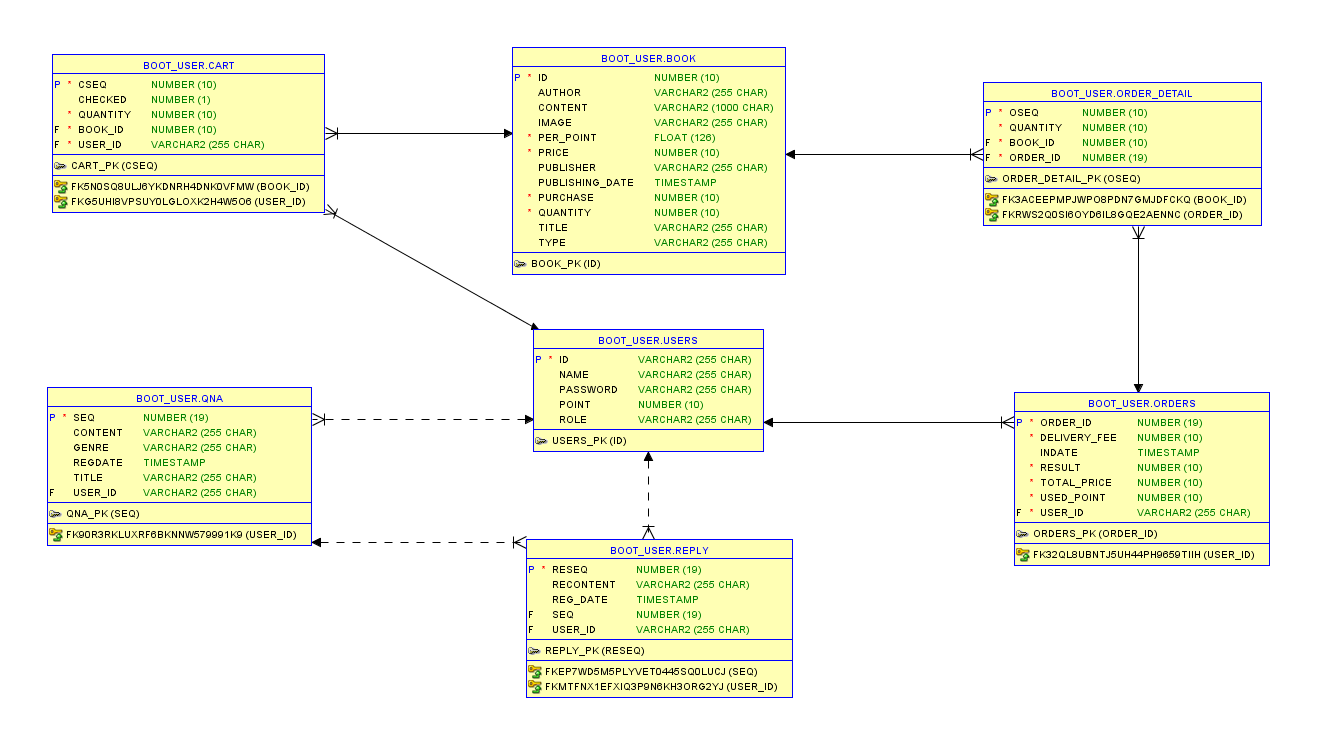 BOOT_USER.CART
P * CSEQ NUMBER (10)
CHECKED NUMBER (1)
* QUANTITY NUMBER (10)
F * BOOK_ID NUMBER (10)
F * USER_ID VARCHAR2 (255 CHAR)
CART_PK (CSEQ)
FK5N0SQ8ULJ6YKDNRH4DNK0VFMW (BOOK_ID)
FKG5UHI8VPSUY0LGLOXK2H4W5O6 (USER_ID)
BOOT_USER.BOOK
P * ID NUMBER (10)
AUTHOR VARCHAR2 (255 CHAR)
CONTENT VARCHAR2 (1000 CHAR)
IMAGE VARCHAR2 (255 CHAR)
* PER_POINT FLOAT (126)
* PRICE NUMBER (10)
PUBLISHER VARCHAR2 (255 CHAR)
PUBLISHING_DATE TIMESTAMP
* PURCHASE NUMBER (10)
* QUANTITY NUMBER (10)
TITLE VARCHAR2 (255 CHAR)
TYPE VARCHAR2 (255 CHAR)
BOOK_PK (ID)
BOOT_USER.ORDER_DETAIL
P * OSEQ NUMBER (10)
* QUANTITY NUMBER (10)
F * BOOK_ID NUMBER (10)
F * ORDER_ID NUMBER (19)
ORDER_DETAIL_PK (OSEQ)
FK3ACEEPMPJWPO8PDN7GMJDFCKQ (BOOK_ID)
FKRWS2Q0SI6OYD6IL8GQE2AENNC (ORDER_ID)
BOOT_USER.USERS
P * ID VARCHAR2 (255 CHAR)
NAME VARCHAR2 (255 CHAR)
PASSWORD VARCHAR2 (255 CHAR)
POINT NUMBER (10)
ROLE VARCHAR2 (255 CHAR)
USERS_PK (ID)
BOOT_USER.QNA
P * SEQ NUMBER (19)
CONTENT VARCHAR2 (255 CHAR)
GENRE VARCHAR2 (255 CHAR)
REGDATE TIMESTAMP
TITLE VARCHAR2 (255 CHAR)
F USER_ID VARCHAR2 (255 CHAR)
QNA_PK (SEQ)
FK90R3RKLUXRF6BKNNW579991K9 (USER_ID)
BOOT_USER.ORDERS
P * ORDER_ID NUMBER (19)
* DELIVERY_FEE NUMBER (10)
INDATE TIMESTAMP
* RESULT NUMBER (10)
* TOTAL_PRICE NUMBER (10)
* USED_POINT NUMBER (10)
F * USER_ID VARCHAR2 (255 CHAR)
ORDERS_PK (ORDER_ID)
FK32QL8UBNTJ5UH44PH9659TIIH (USER_ID)
BOOT_USER.REPLY
P * RESEQ NUMBER (19)
RECONTENT VARCHAR2 (255 CHAR)
REG_DATE TIMESTAMP
F SEQ NUMBER (19)
F USER_ID VARCHAR2 (255 CHAR)
REPLY_PK (RESEQ)
FKEP7WD5M5PLYVET0445SQ0LUCJ (SEQ)
FKMTFNX1EFXIQ3P9N6KH3ORG2YJ (USER_ID)